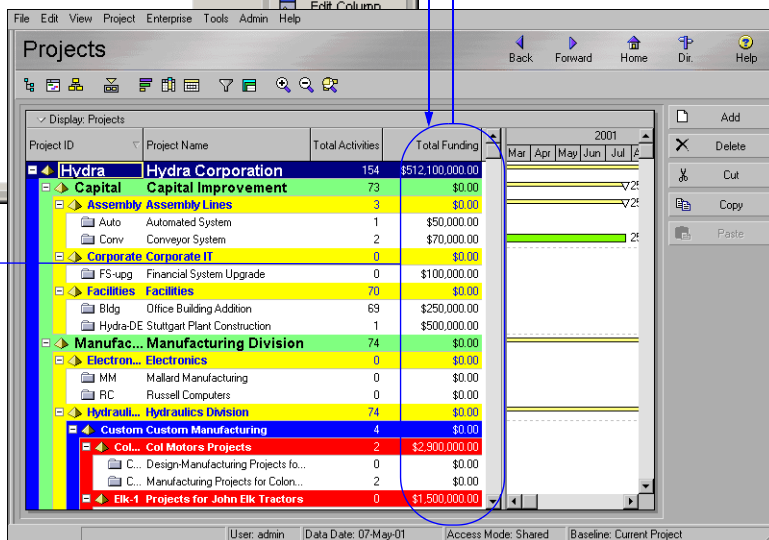 Edit Column
File Edit View Project Enterprise Tools Admin Help
Projects
Back Forward Home Dir. Help
Display: Projects
Project ID Project Name Total Activities Total Funding
2001
Mar Apr May Jun Jul A
Hydra Hydra Corporation 154 $512,100,000.00
Capital Capital Improvement 73 $0.00 25
Assembly Assembly Lines 3 $0.00 25
Auto Automated System 1 $50,000.00
Conv Conveyor System 2 $70,000.00 25
Corporate Corporate IT 0 $0.00
FS-upg Financial System Upgrade 0 $100,000.00
Facilities Facilities 70 $0.00
Bldg Office Building Addition 69 $250,000.00
Hydra-DE Stuttgart Plant Construction 1 $500,000.00
Manufac... Manufacturing Division 74 $0.00
Electron... Electronics 0 $0.00
MM Mallard Manufacturing 0 $0.00
RC Russell Computers 0 $0.00
Hydrauli... Hydraulics Division 74 $0.00
Custom Custom Manufacturing 4 $0.00
Col... Col Motors Projects 2 $2,900,000.00
C... Design-Manufacturing Projects fo... 0 $0.00
C... Manufacturing Projects for Colon... 2 $0.00
Elk-1 Projects for John Elk Tractors 0 $1,500,000.00
Add
Delete
Cut
Copy
Paste
User: admin Data Date: 07-May-01 Access Mode: Shared Baseline: Current Project